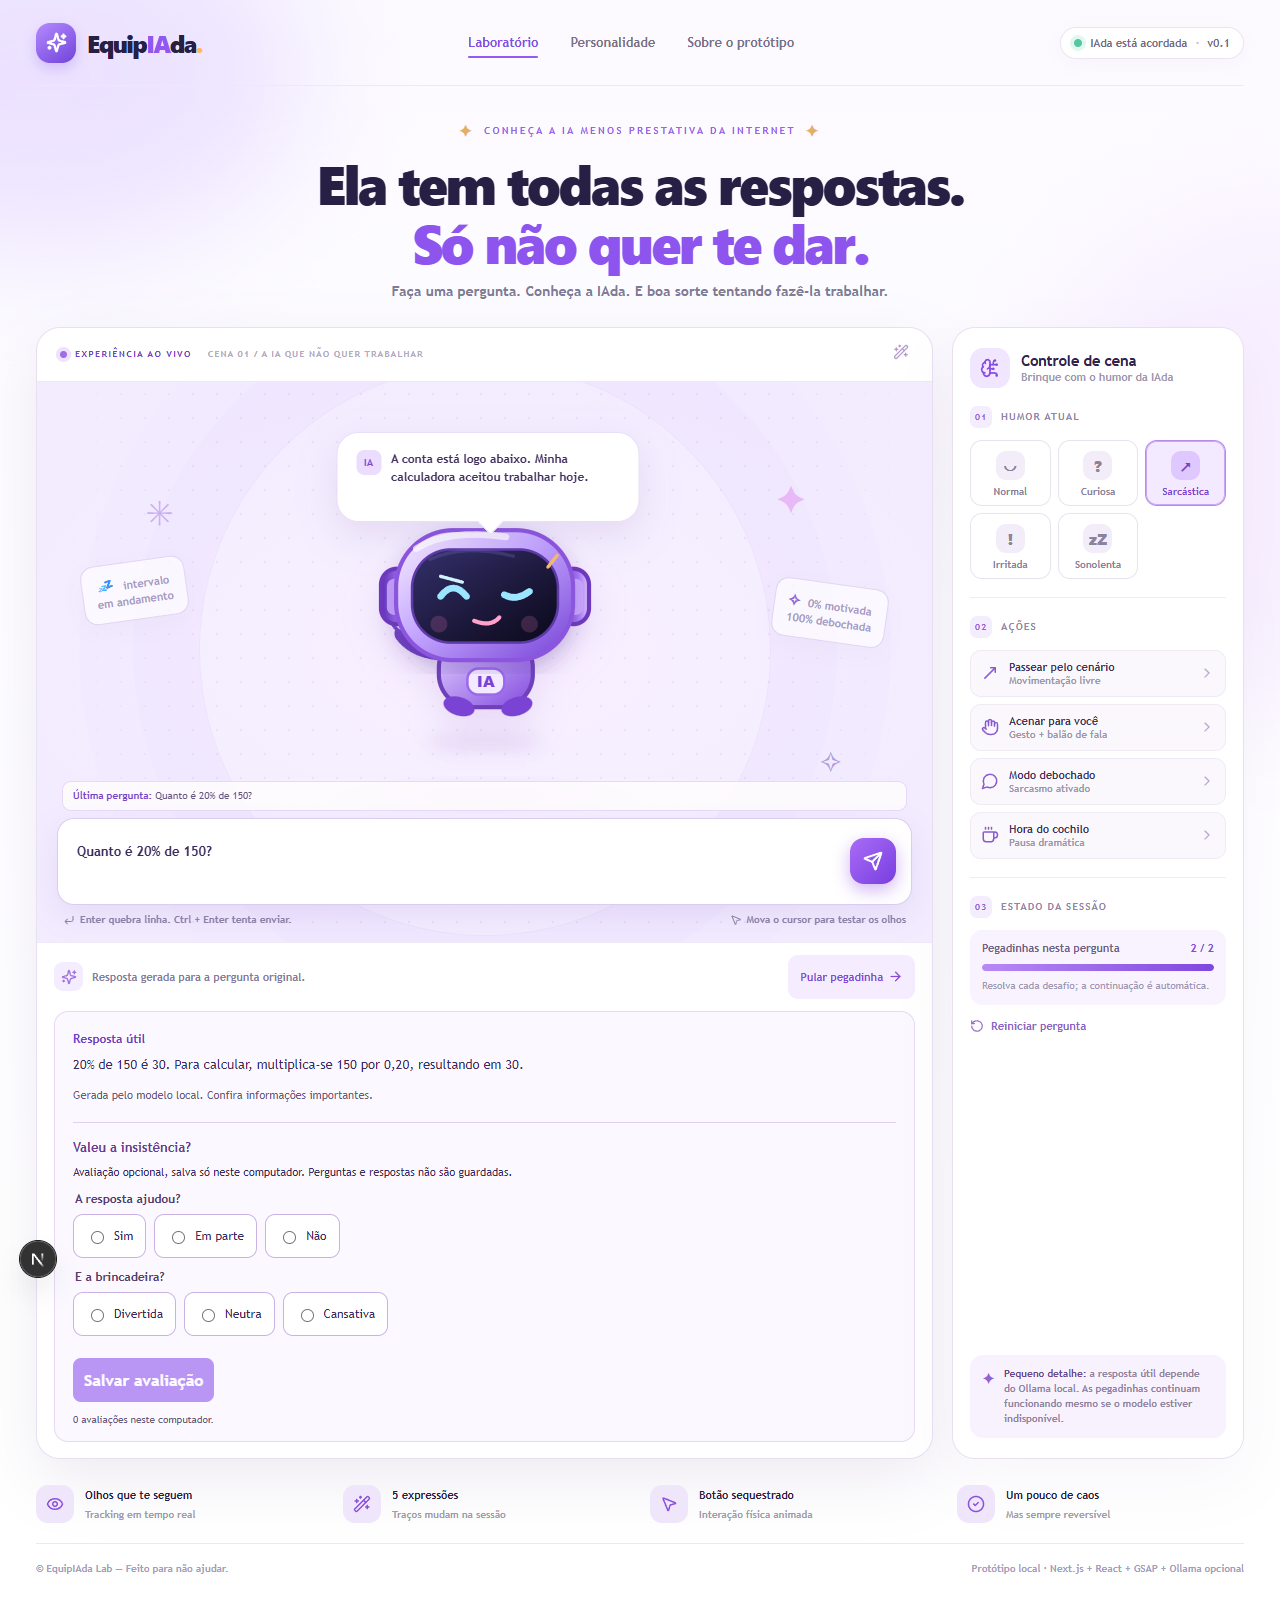 EquipIAda.
Laboratório
Personalidade
Sobre o protótipo
IAda está acordada · v0.1
CONHEÇA A IA MENOS PRESTATIVA DA INTERNET
Ela tem todas as respostas.
Só não quer te dar.
Faça uma pergunta. Conheça a IAda. E boa sorte tentando fazê-la trabalhar.
EXPERIÊNCIA AO VIVO
CENA 01 / A IA QUE NÃO QUER TRABALHAR
IA
A conta está logo abaixo. Minha
calculadora aceitou trabalhar hoje.
💤 intervalo
em andamento
0% motivada
100% debochada
IA
Última pergunta: Quanto é 20% de 150?
Quanto é 20% de 150?
Enter quebra linha. Ctrl + Enter tenta enviar.
Mova o cursor para testar os olhos
Resposta gerada para a pergunta original.
Pular pegadinha
Resposta útil
20% de 150 é 30. Para calcular, multiplica-se 150 por 0,20, resultando em 30.
Gerada pelo modelo local. Confira informações importantes.
Valeu a insistência?
Avaliação opcional, salva só neste computador. Perguntas e respostas não são guardadas.
A resposta ajudou?
Sim
Em parte
Não
E a brincadeira?
Divertida
Neutra
Cansativa
Salvar avaliação
0 avaliações neste computador.
N
Controle de cena
Brinque com o humor da IAda
01 HUMOR ATUAL
Normal
?
Curiosa
↗
Sarcástica
!
Irritada
zZ
Sonolenta
02 AÇÕES
Passear pelo cenário
Movimentação livre
Acenar para você
Gesto + balão de fala
Modo debochado
Sarcasmo ativado
Hora do cochilo
Pausa dramática
03 ESTADO DA SESSÃO
Pegadinhas nesta pergunta 2 / 2
Resolva cada desafio; a continuação é automática.
Reiniciar pergunta
Pequeno detalhe: a resposta útil depende
do Ollama local. As pegadinhas continuam
funcionando mesmo se o modelo estiver
indisponível.
Olhos que te seguem
Tracking em tempo real
5 expressões
Traços mudam na sessão
Botão sequestrado
Interação física animada
Um pouco de caos
Mas sempre reversível
© EquipIAda Lab — Feito para não ajudar.
Protótipo local · Next.js + React + GSAP + Ollama opcional